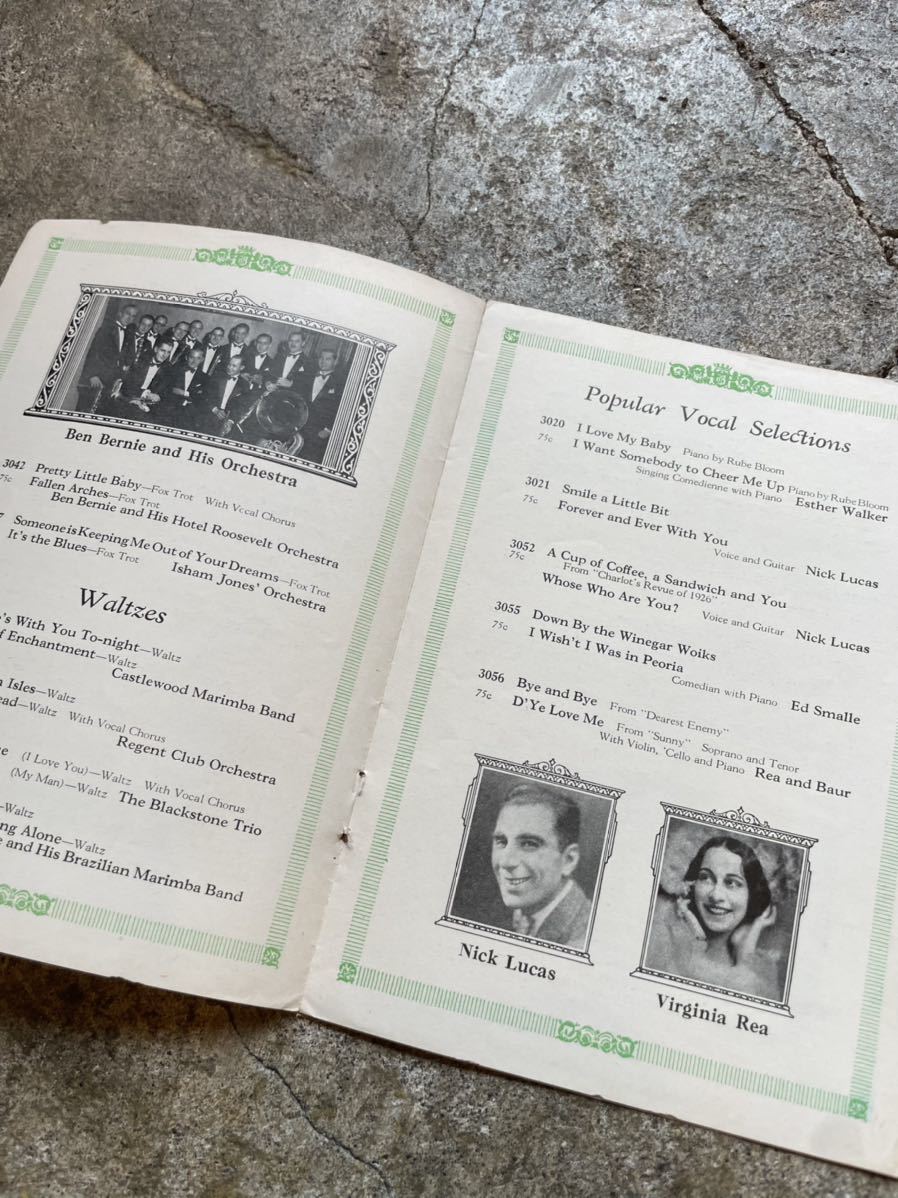 Ben Bernie and His Orchestra
3042 Pretty Little Baby—Fox Trot With Vocal Chorus
75c Fallen Arches—Fox Trot
Ben Bernie and His Hotel Roosevelt Orchestra
7 Someone is Keeping Me Out of Your Dreams—Fox Trot
It's the Blues—Fox Trot
Isham Jones' Orchestra
Waltzes
's With You To-night—Waltz
of Enchantment—Waltz
Castlewood Marimba Band
Isles—Waltz
ead—Waltz With Vocal Chorus
Regent Club Orchestra
(I Love You)—Waltz With Vocal Chorus
(My Man)—Waltz The Blackstone Trio
—Waltz
ng Alone—Waltz
e and His Brazilian Marimba Band
Popular Vocal Selections
3020 I Love My Baby Piano by Rube Bloom
75c I Want Somebody to Cheer Me Up Piano by Rube Bloom
Singing Comedienne with Piano Esther Walker
3021 Smile a Little Bit
75c Forever and Ever With You
Voice and Guitar Nick Lucas
3052 A Cup of Coffee, a Sandwich and You
75c From "Charlot's Revue of 1926"
Whose Who Are You? Voice and Guitar Nick Lucas
3055 Down By the Winegar Woiks
75c I Wish't I Was in Peoria
Comedian with Piano Ed Smalle
3056 Bye and Bye From "Dearest Enemy"
75c D'Ye Love Me From "Sunny" Soprano and Tenor
With Violin, 'Cello and Piano Rea and Baur
Nick Lucas
Virginia Rea